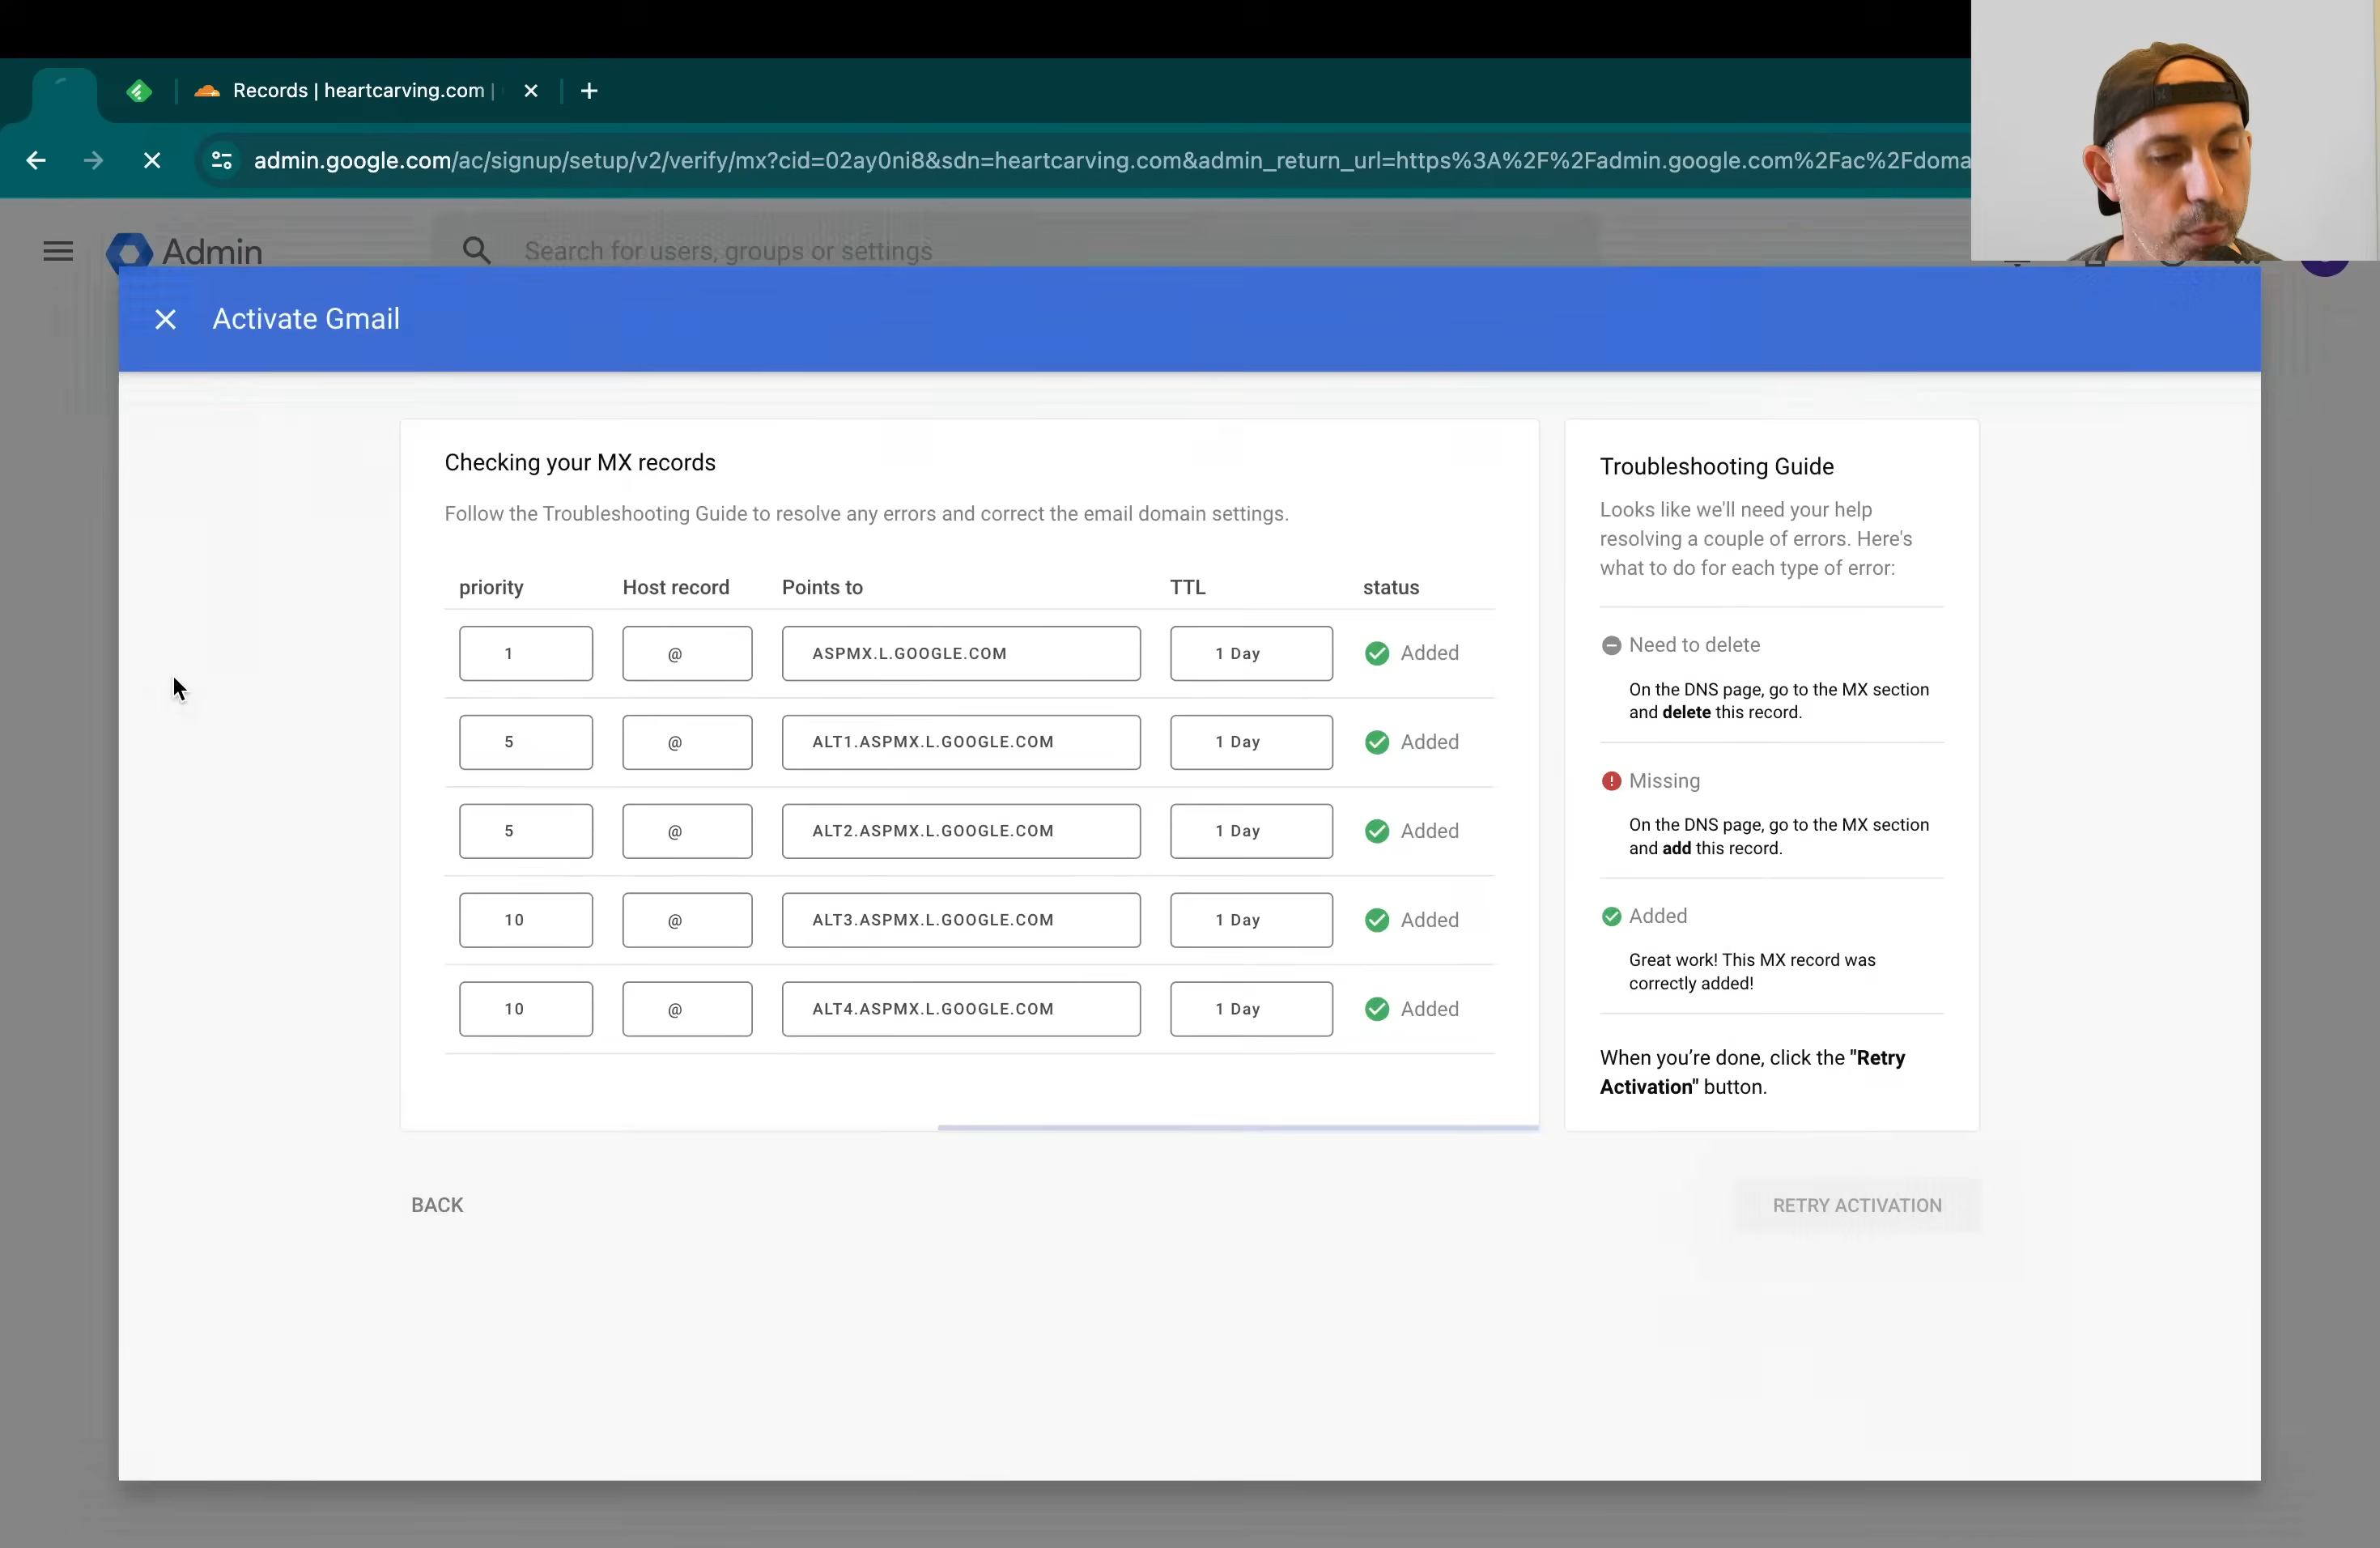 Records | heartcarving.com |
admin.google.com/ac/signup/setup/v2/verify/mx?cid=02ay0ni8&sdn=heartcarving.com&admin_return_url=https%3A%2F%2Fadmin.google.com%2Fac%2Fdoma
Admin
Search for users, groups or settings
Activate Gmail
Checking your MX records
Follow the Troubleshooting Guide to resolve any errors and correct the email domain settings.
priority Host record Points to TTL status
1 @ ASPMX.L.GOOGLE.COM 1 Day Added
5 @ ALT1.ASPMX.L.GOOGLE.COM 1 Day Added
5 @ ALT2.ASPMX.L.GOOGLE.COM 1 Day Added
10 @ ALT3.ASPMX.L.GOOGLE.COM 1 Day Added
10 @ ALT4.ASPMX.L.GOOGLE.COM 1 Day Added
Troubleshooting Guide
Looks like we'll need your help
resolving a couple of errors. Here's
what to do for each type of error:
Need to delete
On the DNS page, go to the MX section
and delete this record.
Missing
On the DNS page, go to the MX section
and add this record.
Added
Great work! This MX record was
correctly added!
When you’re done, click the "Retry
Activation" button.
BACK
RETRY ACTIVATION